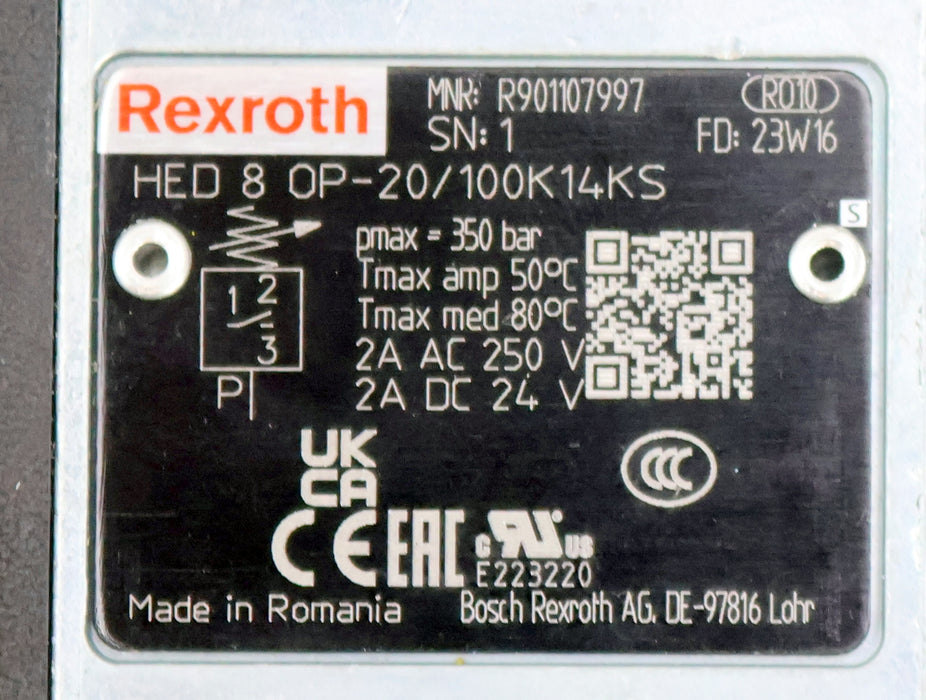 Rexroth
MNR: R901107997
R010
SN: 1
FD: 23W16
HED 8 OP-20/100K14KS
S
pmax = 350 bar
Tmax amp 50°C
Tmax med 80°C
2A AC 250 V
2A DC 24 V
1 2
3
P
UK
CA
CCC
CE EAC c RU US
E223220
Made in Romania
Bosch Rexroth AG, DE-97816 Lohr